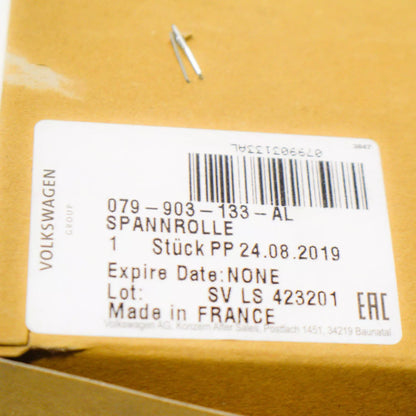 3847
079903133AL
VOLKSWAGEN
GROUP
079-903-133-AL
SPANNROLLE
1 Stück PP 24.08.2019
Expire Date:NONE
Lot: SV LS 423201
Made in FRANCE
EAC
Volkswagen AG, Konzern After Sales, Postfach 1451, 34219 Baunatal